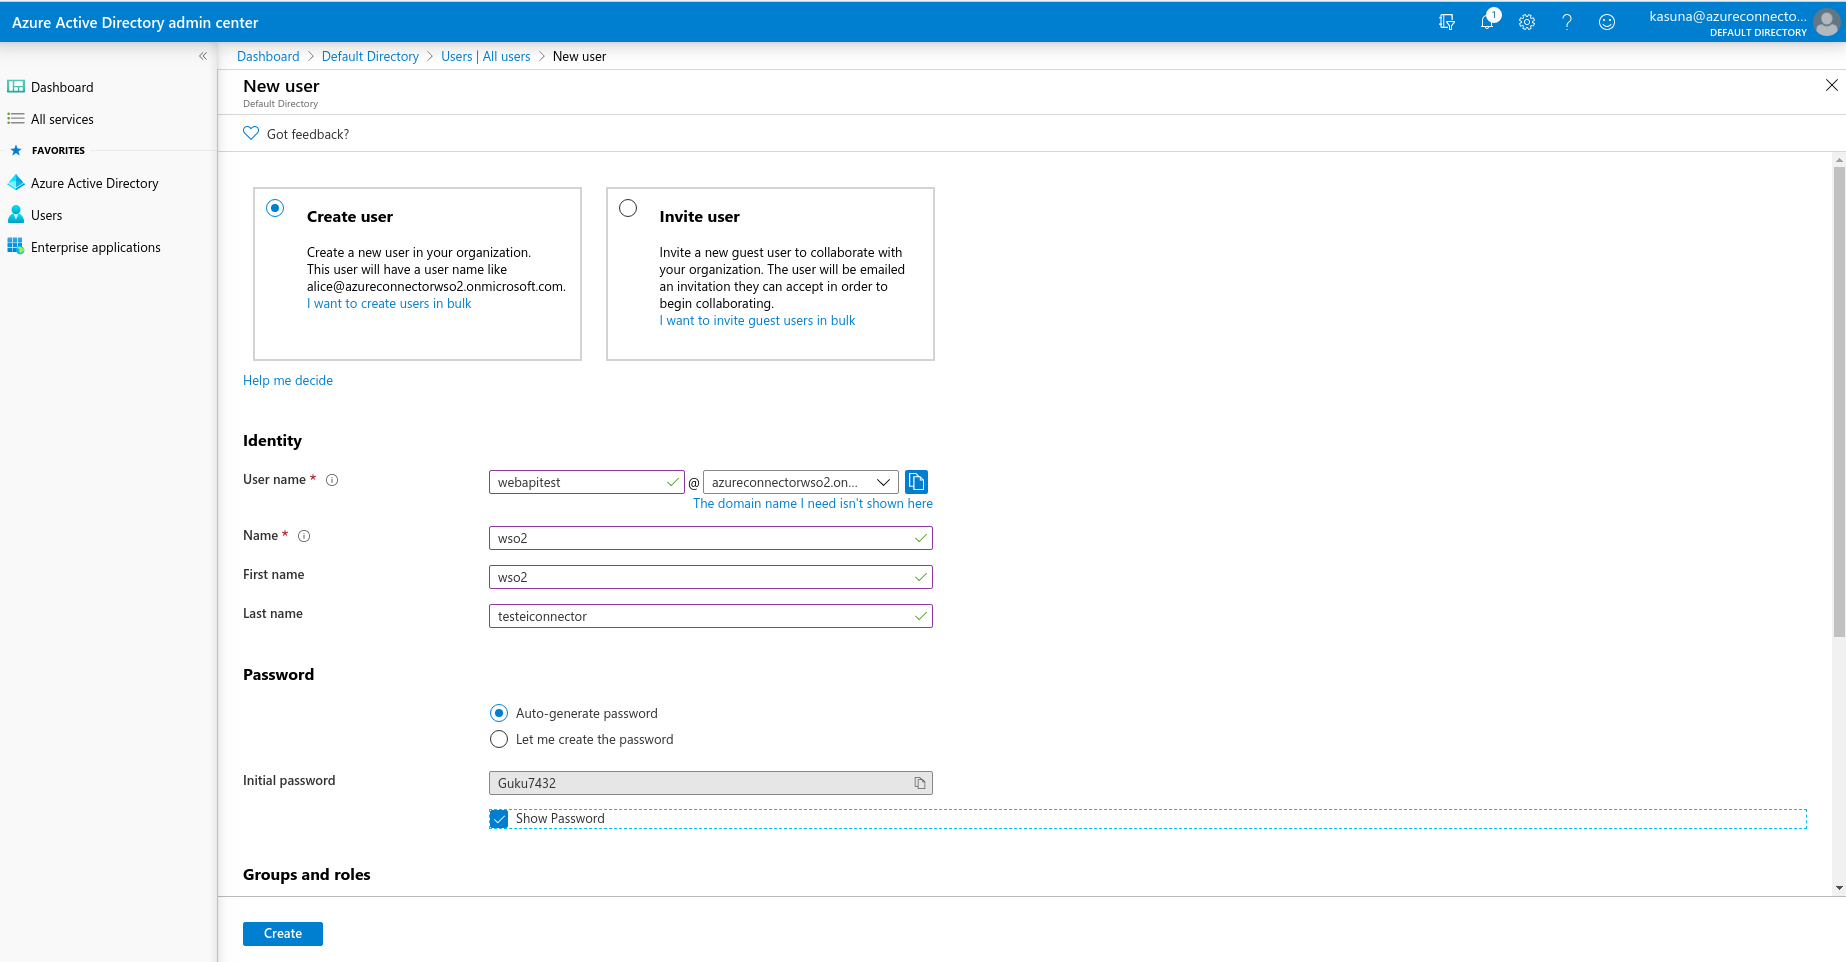 Azure Active Directory admin center
1
kasuna@azureconnecto...
DEFAULT DIRECTORY
«
Dashboard
All services
FAVORITES
Azure Active Directory
Users
Enterprise applications
Dashboard > Default Directory > Users | All users > New user
New user
Default Directory
Got feedback?
Create user
Create a new user in your organization.
This user will have a user name like
alice@azureconnectorwso2.onmicrosoft.com.
I want to create users in bulk
Invite user
Invite a new guest user to collaborate with
your organization. The user will be emailed
an invitation they can accept in order to
begin collaborating.
I want to invite guest users in bulk
Help me decide
Identity
User name *
webapitest @ azureconnectorwso2.on...
The domain name I need isn't shown here
Name *
wso2
First name
wso2
Last name
testeiconnector
Password
Auto-generate password
Let me create the password
Initial password
Guku7432
Show Password
Groups and roles
Create